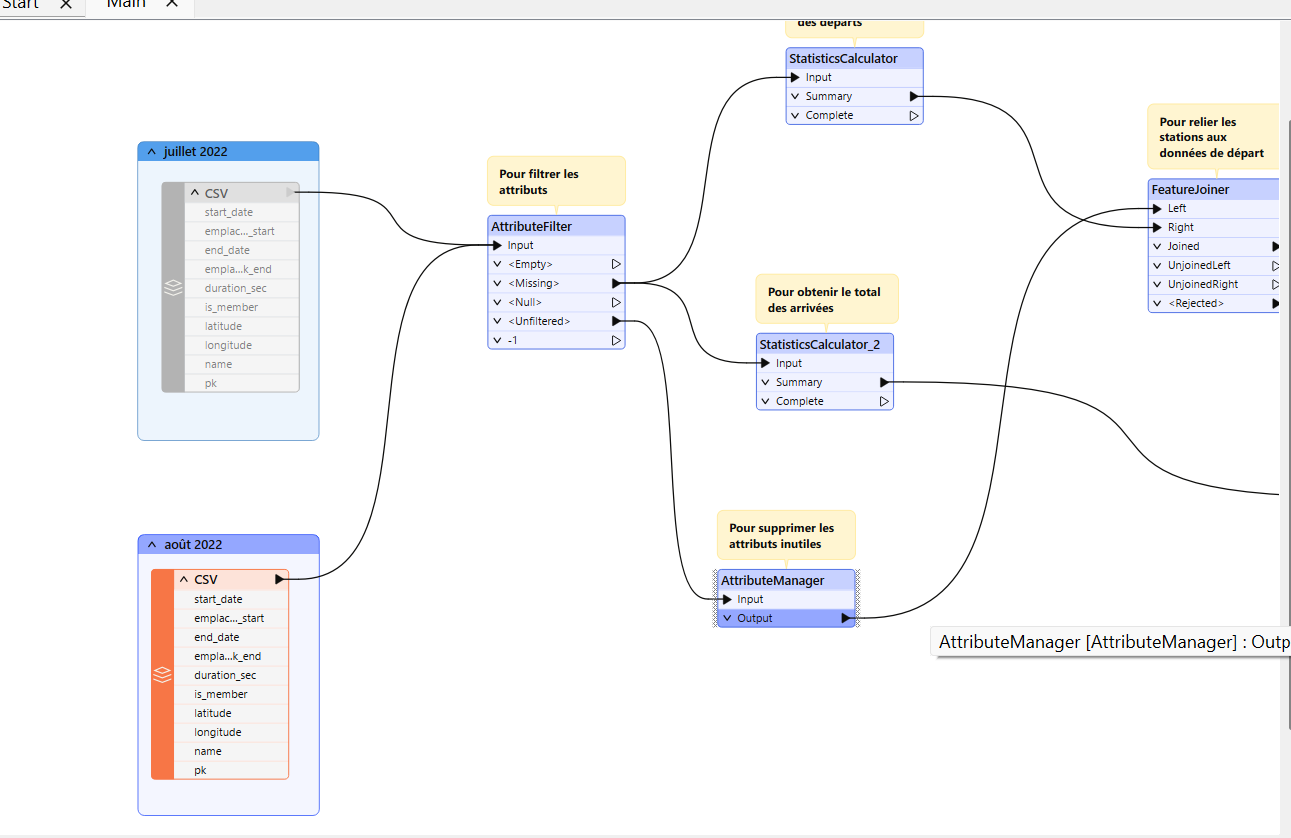 Start
Main
des départs
StatisticsCalculator
Input
Summary
Complete
juillet 2022
CSV
start_date
emplac..._start
end_date
empla...k_end
duration_sec
is_member
latitude
longitude
name
pk
Pour filtrer les
attributs
AttributeFilter
Input
<Empty>
<Missing>
<Null>
<Unfiltered>
-1
Pour relier les
stations aux
données de départ
FeatureJoiner
Left
Right
Joined
UnjoinedLeft
UnjoinedRight
<Rejected>
Pour obtenir le total
des arrivées
StatisticsCalculator_2
Input
Summary
Complete
août 2022
CSV
start_date
emplac..._start
end_date
empla...k_end
duration_sec
is_member
latitude
longitude
name
pk
Pour supprimer les
attributs inutiles
AttributeManager
Input
Output
AttributeManager [AttributeManager] : Outp